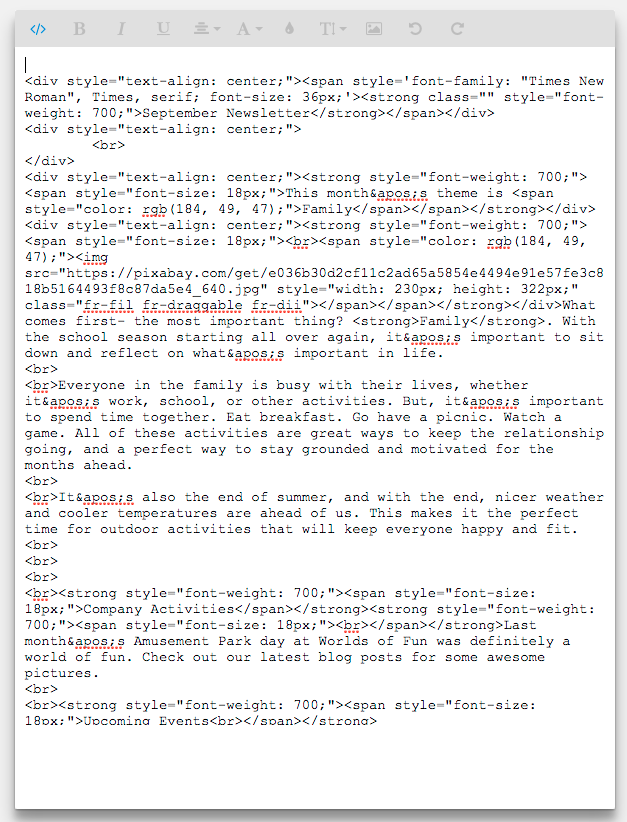 </> B I U A T!
<div style="text-align: center;"><span style='font-family: "Times New
Roman", Times, serif; font-size: 36px;'><strong class="" style="font-
weight: 700;">September Newsletter</strong></span></div>
<div style="text-align: center;">
<br>
</div>
<div style="text-align: center;"><strong style="font-weight: 700;">
<span style="font-size: 18px;">This month&apos;s theme is <span
style="color: rgb(184, 49, 47);">Family</span></span></strong></div>
<div style="text-align: center;"><strong style="font-weight: 700;">
<span style="font-size: 18px;"><br><span style="color: rgb(184, 49,
47);"><img
src="https://pixabay.com/get/e036b30d2cf11c2ad65a5854e4494e91e57fe3c8
18b5164493f8c87da5e4_640.jpg" style="width: 230px; height: 322px;"
class="fr-fil fr-draggable fr-dii"></span></span></strong></div>What
comes first- the most important thing? <strong>Family</strong>. With
the school season starting all over again, it&apos;s important to sit
down and reflect on what&apos;s important in life.
<br>
<br>Everyone in the family is busy with their lives, whether
it&apos;s work, school, or other activities. But, it&apos;s important
to spend time together. Eat breakfast. Go have a picnic. Watch a
game. All of these activities are great ways to keep the relationship
going, and a perfect way to stay grounded and motivated for the
months ahead.
<br>
<br>It&apos;s also the end of summer, and with the end, nicer weather
and cooler temperatures are ahead of us. This makes it the perfect
time for outdoor activities that will keep everyone happy and fit.
<br>
<br>
<br>
<br><strong style="font-weight: 700;"><span style="font-size:
18px;">Company Activities</span></strong><strong style="font-weight:
700;"><span style="font-size: 18px;"><br></span></strong>Last
month&apos;s Amusement Park day at Worlds of Fun was definitely a
world of fun. Check out our latest blog posts for some awesome
pictures.
<br>
<br><strong style="font-weight: 700;"><span style="font-size:
18px;">Upcoming Events<br></span></strong>